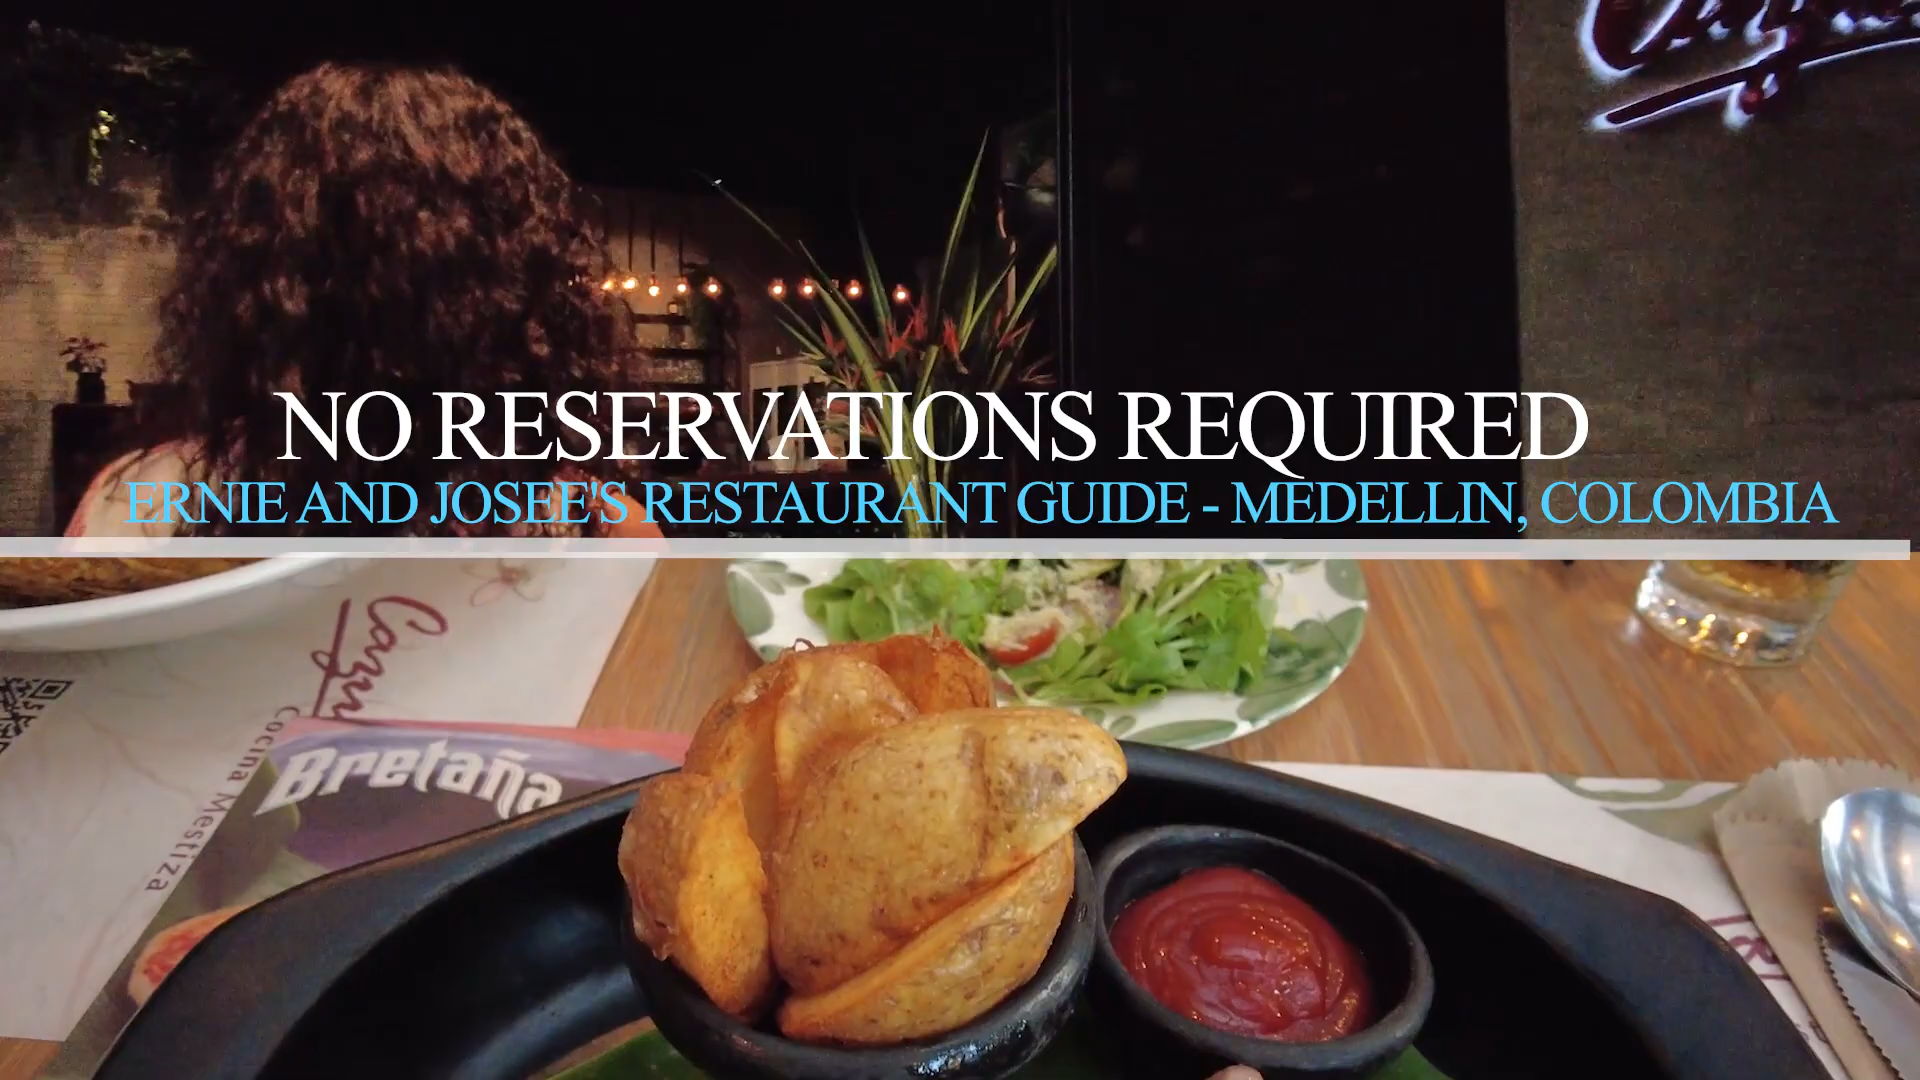 NO RESERVATIONS REQUIRED
ERNIE AND JOSEE'S RESTAURANT GUIDE - MEDELLIN, COLOMBIA
Cocina Mestiza
Bretaña